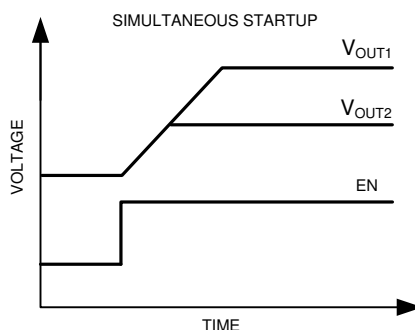 SIMULTANEOUS STARTUP
VOUT1
VOUT2
EN
VOLTAGE
TIME